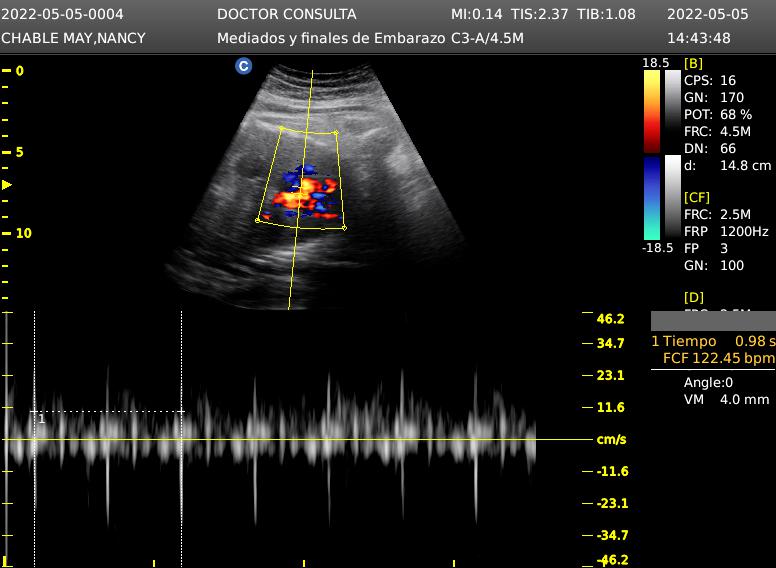 2022-05-05-0004 DOCTOR CONSULTA MI:0.14 TIS:2.37 TIB:1.08 2022-05-05
CHABLE MAY,NANCY Mediados y finales de Embarazo C3-A/4.5M 14:43:48
C
0
5
10
18.5
-18.5
[B]
CPS: 16
GN: 170
POT: 68 %
FRC: 4.5M
DN: 66
d: 14.8 cm
[CF]
FRC: 2.5M
FRP 1200Hz
FP 3
GN: 100
[D]
1 Tiempo 0.98 s
FCF 122.45 bpm
Angle:0
VM 4.0 mm
46.2
34.7
23.1
11.6
cm/s
-11.6
-23.1
-34.7
-46.2
1